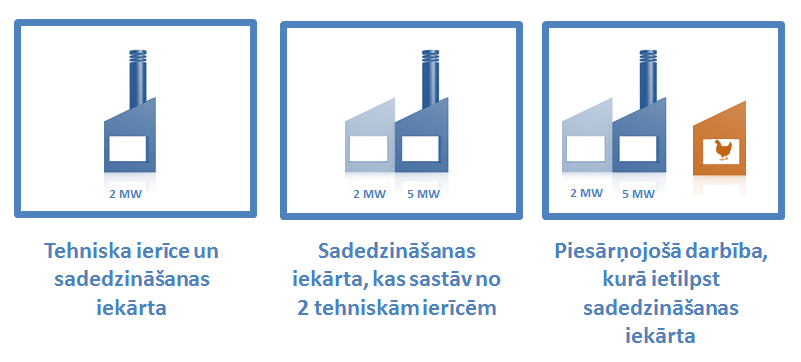 2 MW
Tehniska ierīce un
sadedzināšanas
iekārta
2 MW 5 MW
Sadedzināšanas
iekārta, kas sastāv no
2 tehniskām ierīcēm
2 MW 5 MW
Piesārņojošā darbība,
kurā ietilpst
sadedzināšanas
iekārta